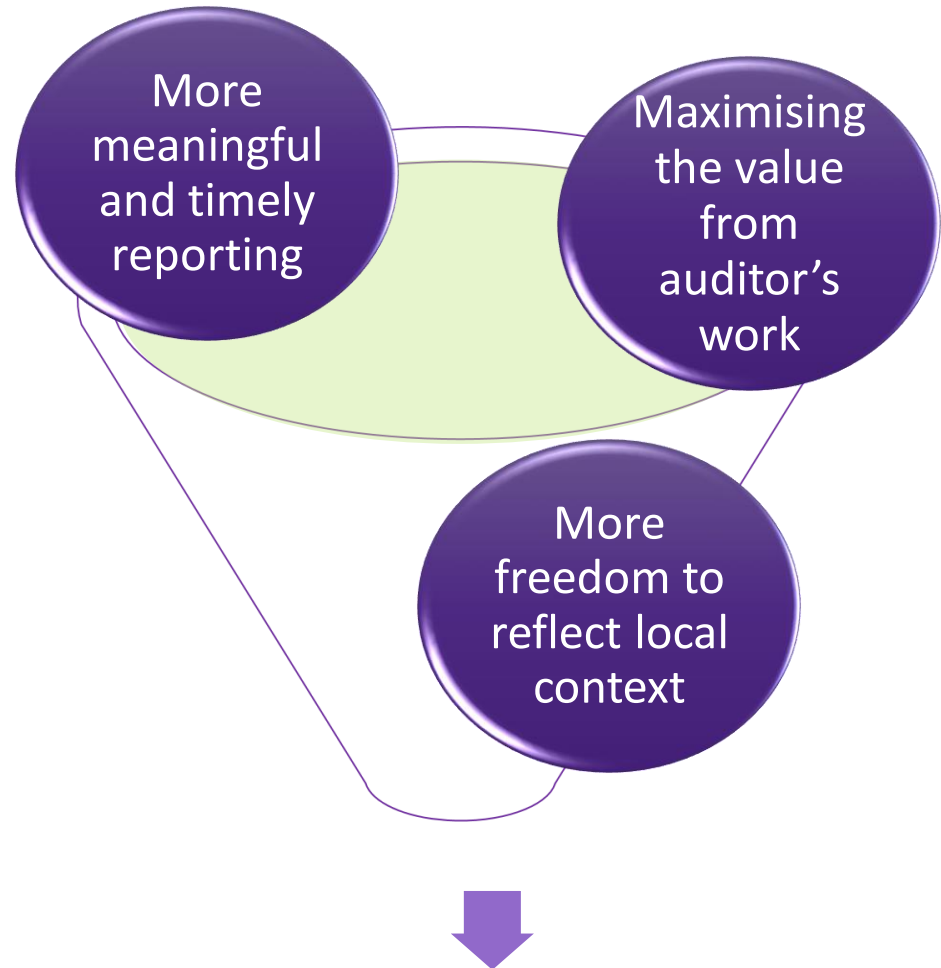 More
meaningful
and timely
reporting
Maximising
the value
from
auditor’s
work
More
freedom to
reflect local
context